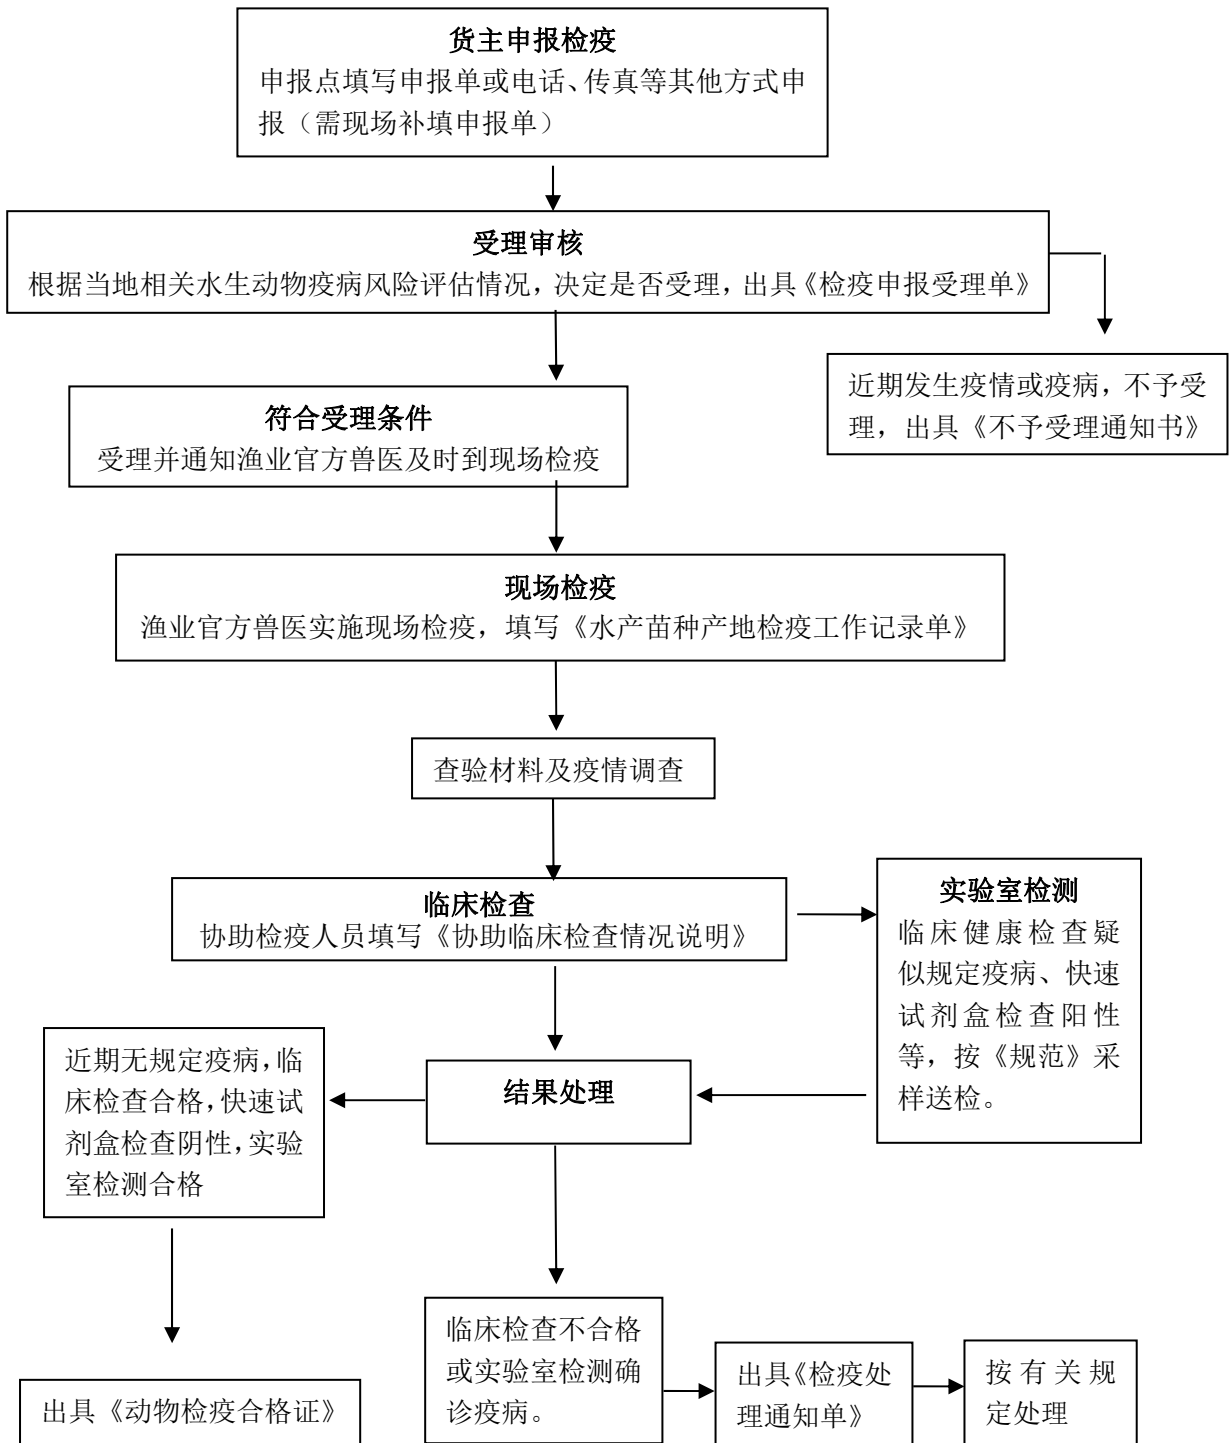 货主申报检疫
申报点填写申报单或电话、传真等其他方式申
报（需现场补填申报单）
受理审核
根据当地相关水生动物疫病风险评估情况，决定是否受理，出具《检疫申报受理单》
近期发生疫情或疫病，不予受
理，出具《不予受理通知书》
符合受理条件
受理并通知渔业官方兽医及时到现场检疫
现场检疫
渔业官方兽医实施现场检疫，填写《水产苗种产地检疫工作记录单》
查验材料及疫情调查
临床检查
协助检疫人员填写《协助临床检查情况说明》
实验室检测
临床健康检查疑
似规定疫病、快速
试剂盒检查阳性
等，按《规范》采
样送检。
结果处理
近期无规定疫病，临
床检查合格，快速试
剂盒检查阴性，实验
室检测合格
出具《动物检疫合格证》
临床检查不合格
或实验室检测确
诊疫病。
出具《检疫处
理通知单》
按有关规
定处理